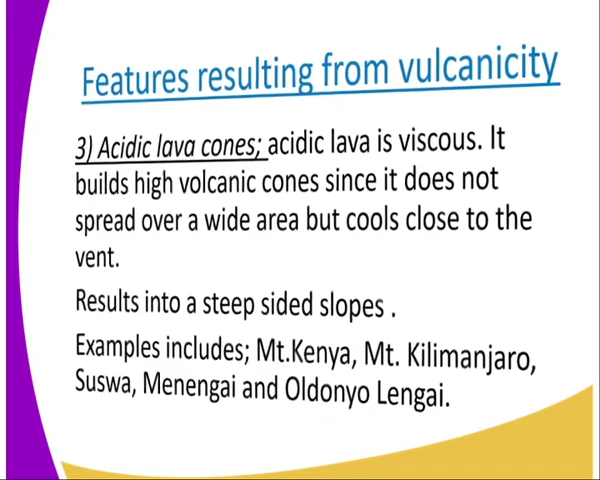 Features resulting from vulcanicity
3) Acidic lava cones; acidic lava is viscous. It
builds high volcanic cones since it does not
spread over a wide area but cools close to the
vent.
Results into a steep sided slopes .
Examples includes; Mt.Kenya, Mt. Kilimanjaro,
Suswa, Menengai and Oldonyo Lengai.